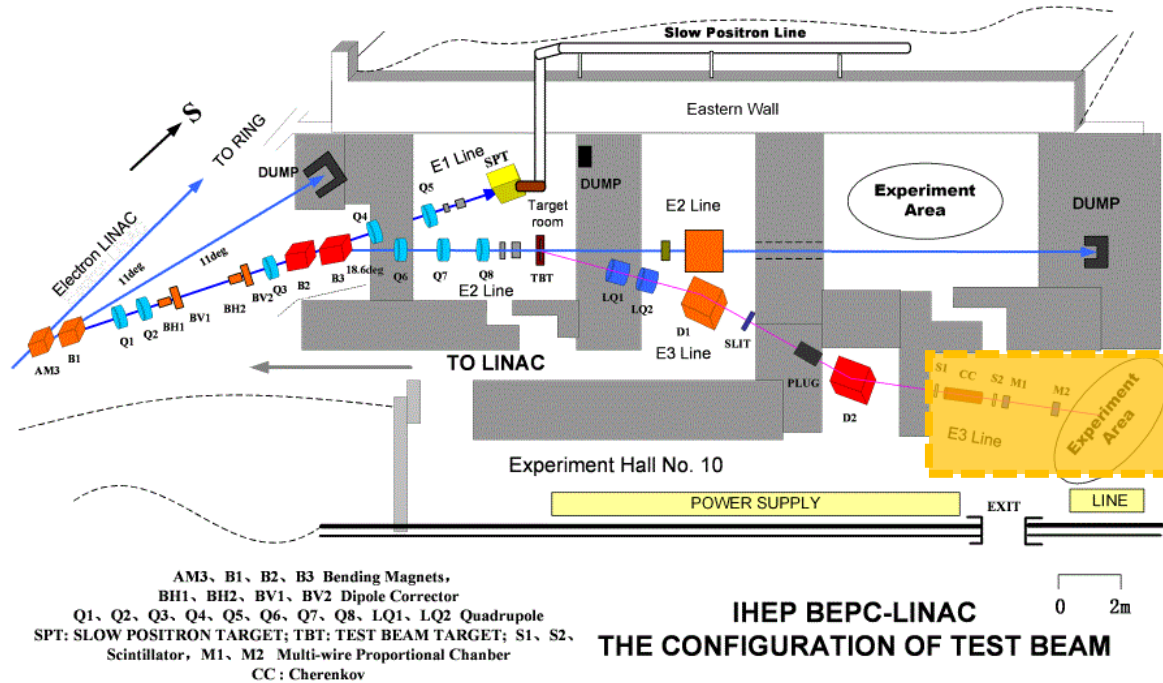 Slow Positron Line
Eastern Wall
S
TO RING
Electron LINAC
11deg
11deg
DUMP
E1 Line
SPT
Q5
Q4
Target
room
DUMP
E2 Line
Experiment
Area
DUMP
AM3
B1
Q1
Q2
BH1
BV1
BH2
BV2
Q3
B2
B3
18.6deg
Q6
Q7
Q8
E2 Line
TBT
LQ1
LQ2
D1
E3 Line
SLIT
PLUG
D2
TO LINAC
S1
CC
S2
M1
M2
E3 Line
Experiment
Area
Experiment Hall No. 10
POWER SUPPLY
EXIT
LINE
AM3、B1、B2、B3 Bending Magnets,
BH1、BH2、BV1、BV2 Dipole Corrector
Q1、Q2、Q3、Q4、Q5、Q6、Q7、Q8、LQ1、LQ2 Quadrupole
SPT: SLOW POSITRON TARGET; TBT: TEST BEAM TARGET; S1、S2、
Scintillator, M1、M2 Multi-wire Proportional Chanber
CC : Cherenkov
IHEP BEPC-LINAC
THE CONFIGURATION OF TEST BEAM
0 2m